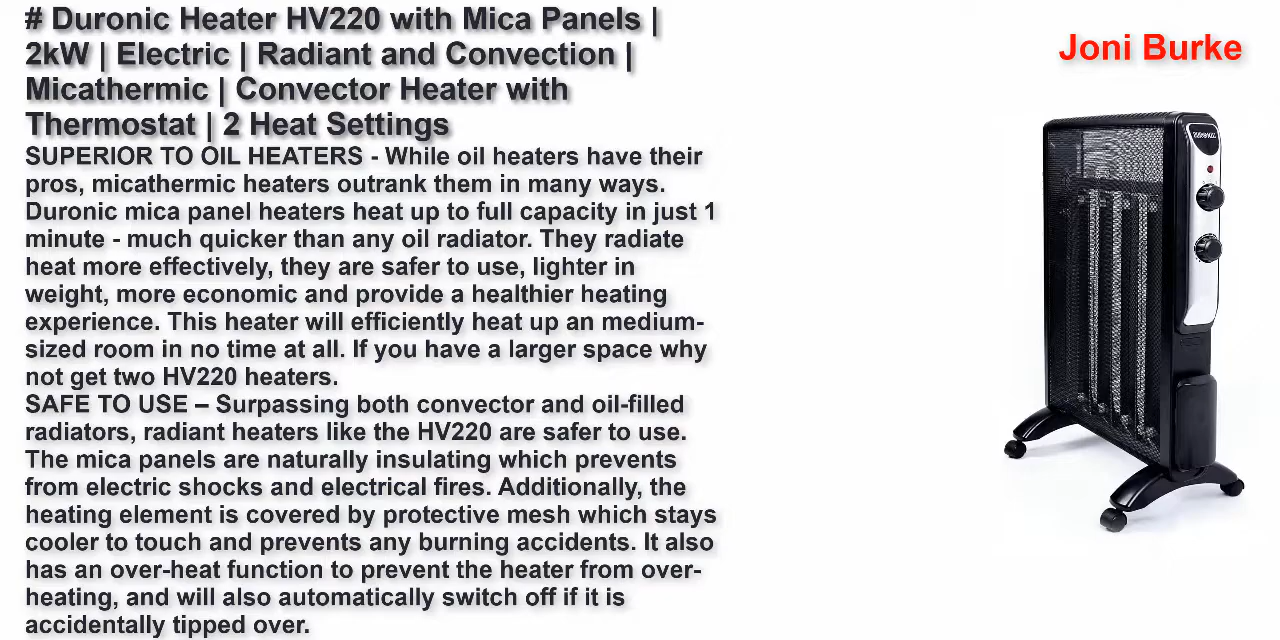 # Duronic Heater HV220 with Mica Panels |
2kW | Electric | Radiant and Convection |
Micathermic | Convector Heater with
Thermostat | 2 Heat Settings
SUPERIOR TO OIL HEATERS - While oil heaters have their
pros, micathermic heaters outrank them in many ways.
Duronic mica panel heaters heat up to full capacity in just 1
minute - much quicker than any oil radiator. They radiate
heat more effectively, they are safer to use, lighter in
weight, more economic and provide a healthier heating
experience. This heater will efficiently heat up an medium-
sized room in no time at all. If you have a larger space why
not get two HV220 heaters.
SAFE TO USE – Surpassing both convector and oil-filled
radiators, radiant heaters like the HV220 are safer to use.
The mica panels are naturally insulating which prevents
from electric shocks and electrical fires. Additionally, the
heating element is covered by protective mesh which stays
cooler to touch and prevents any burning accidents. It also
has an over-heat function to prevent the heater from over-
heating, and will also automatically switch off if it is
accidentally tipped over.
Joni Burke